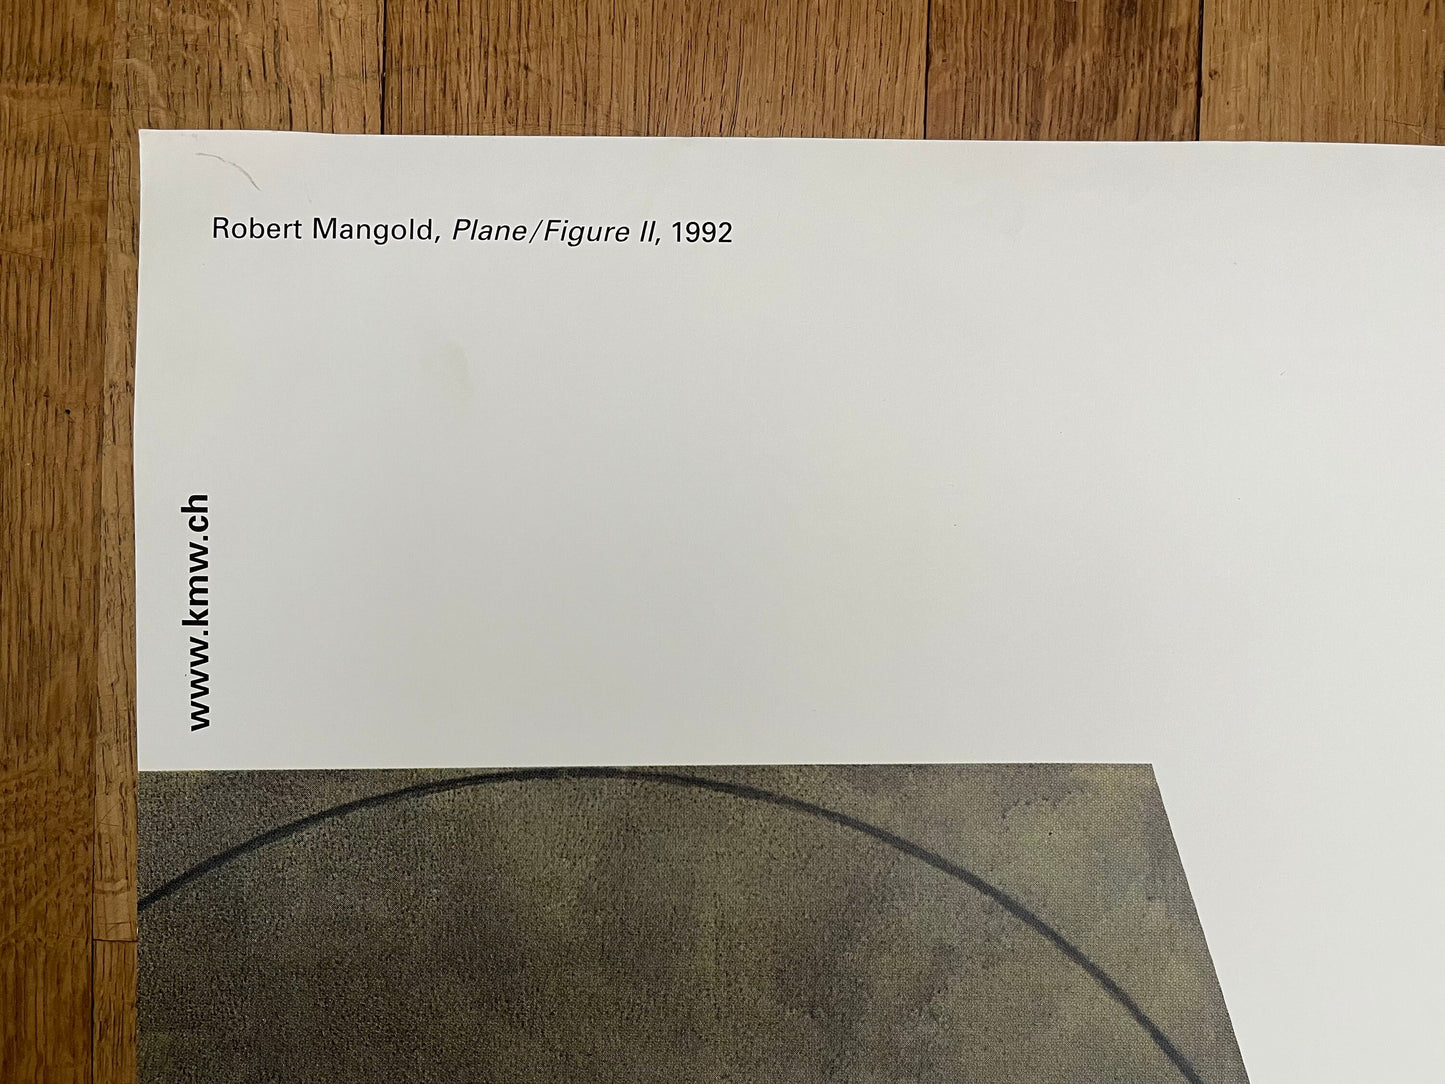 Robert Mangold, Plane/Figure II, 1992
www.kmw.ch